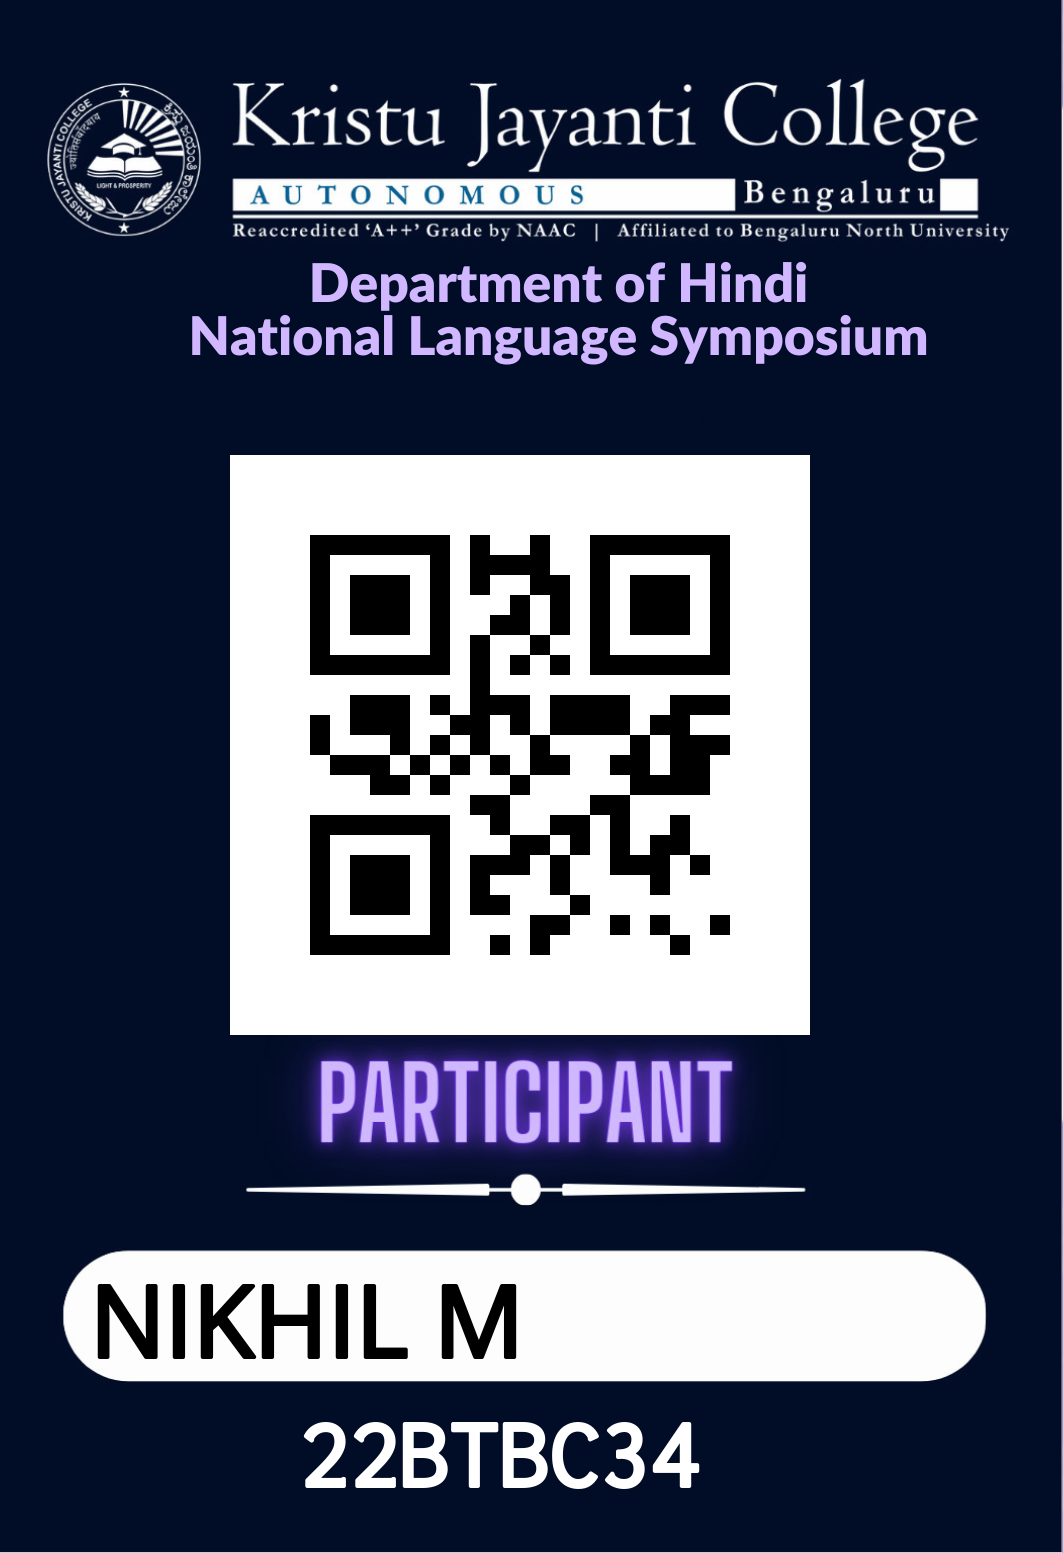 KRISTU JAYANTI COLLEGE
LIGHT & PROSPERITY
Kristu Jayanti College
AUTONOMOUS Bengaluru
Reaccredited ‘A++’ Grade by NAAC | Affiliated to Bengaluru North University
Department of Hindi
National Language Symposium
PARTICIPANT
NIKHIL M
22BTBC34